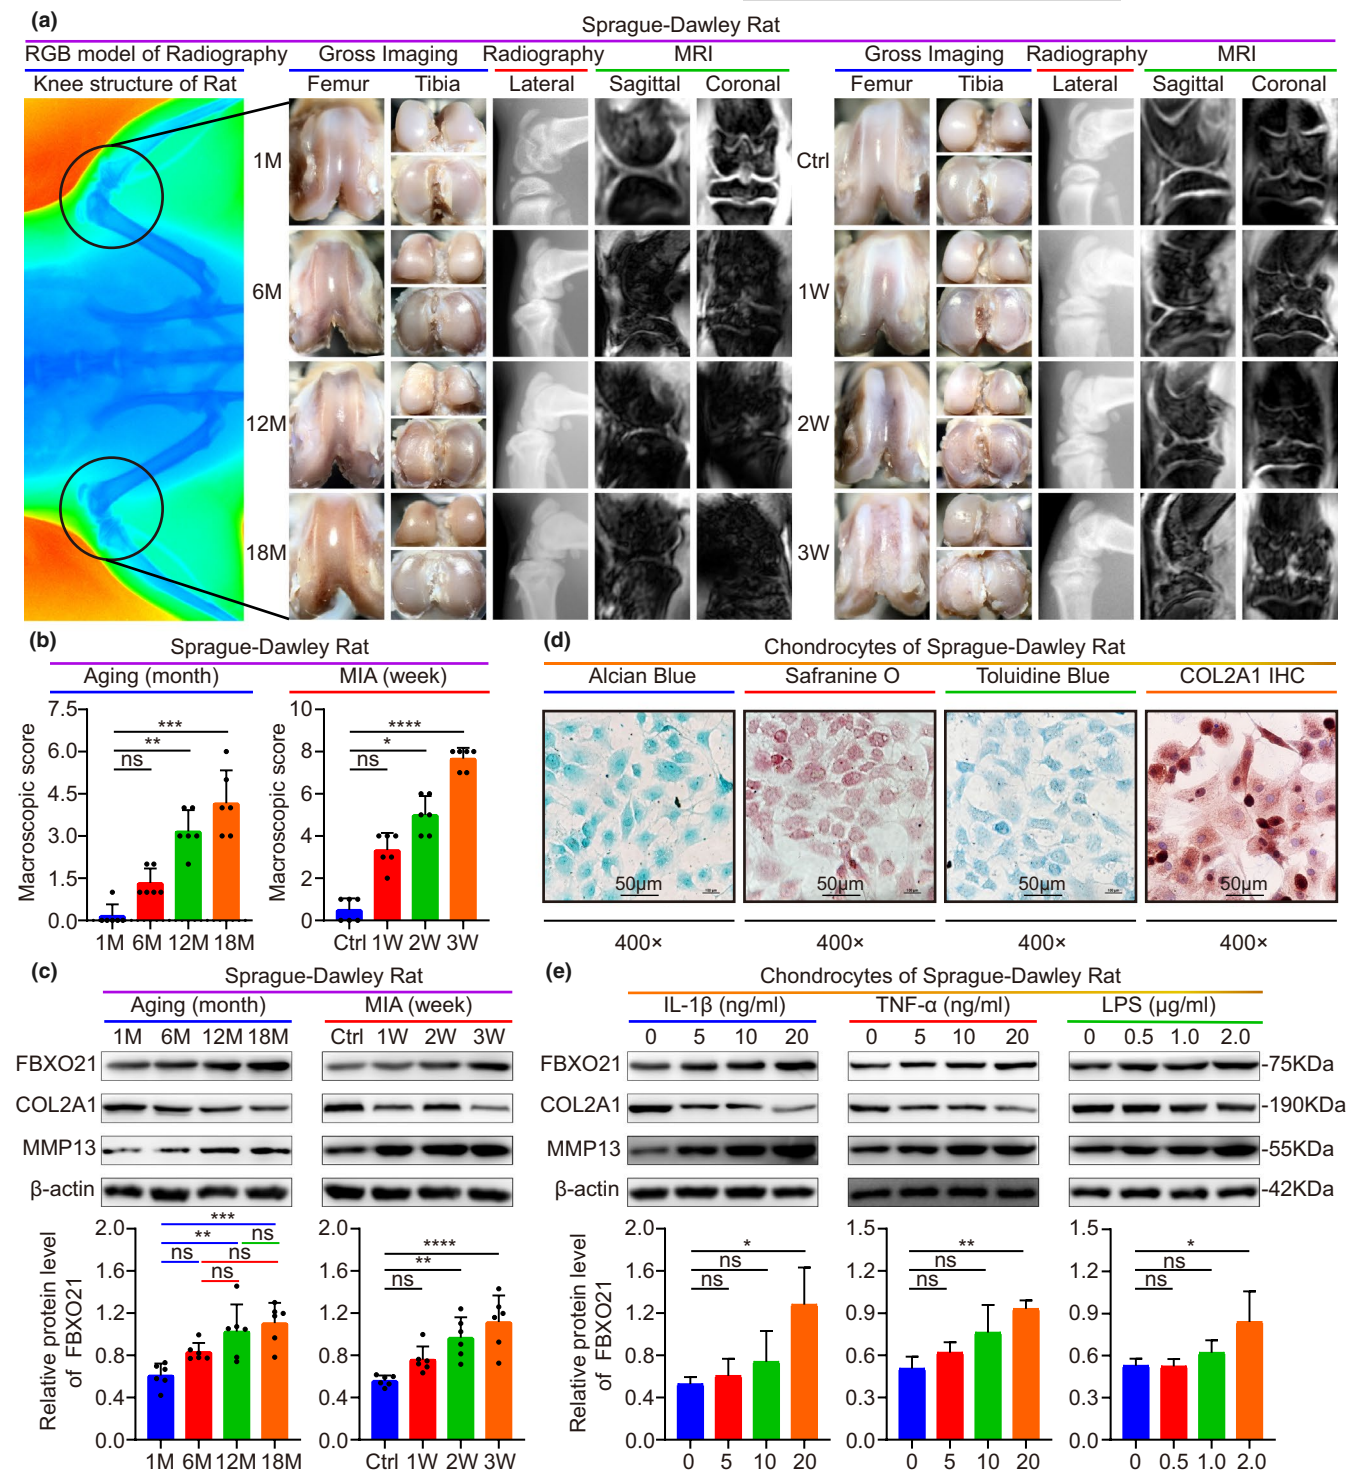 (a)
Sprague-Dawley Rat
RGB model of Radiography Gross Imaging Radiography MRI Gross Imaging Radiography MRI
Knee structure of Rat Femur Tibia Lateral Sagittal Coronal Femur Tibia Lateral Sagittal Coronal
1M Ctrl
6M 1W
12M 2W
18M 3W
(b)
Sprague-Dawley Rat
Aging (month) MIA (week)
Macroscopic score
7.5
6.0
4.5
3.0
1.5
0.0
***
**
ns
1M 6M 12M 18M
Macroscopic score
10
8
6
4
2
0
****
*
ns
Ctrl 1W 2W 3W
(d)
Chondrocytes of Sprague-Dawley Rat
Alcian Blue Safranine O Toluidine Blue COL2A1 IHC
50μm 50μm 50μm 50μm
400× 400× 400× 400×
(c)
Sprague-Dawley Rat
Aging (month) MIA (week)
1M 6M 12M 18M Ctrl 1W 2W 3W
FBXO21
COL2A1
MMP13
β-actin
Relative protein level
of FBXO21
2.0
1.6
1.2
0.8
0.4
0.0
***
** ns
ns ns
ns
1M 6M 12M 18M
2.0
1.6
1.2
0.8
0.4
0.0
****
**
ns
Ctrl 1W 2W 3W
(e)
Chondrocytes of Sprague-Dawley Rat
IL-1β (ng/ml) TNF-α (ng/ml) LPS (μg/ml)
0 5 10 20 0 5 10 20 0 0.5 1.0 2.0
FBXO21 -75KDa
COL2A1 -190KDa
MMP13 -55KDa
β-actin -42KDa
Relative protein level
of FBXO21
2.0
1.6
1.2
0.8
0.4
0.0
*
ns
ns
0 5 10 20
1.5
1.2
0.9
0.6
0.3
0.0
**
ns
ns
0 5 10 20
1.5
1.2
0.9
0.6
0.3
0.0
*
ns
ns
0 0.5 1.0 2.0